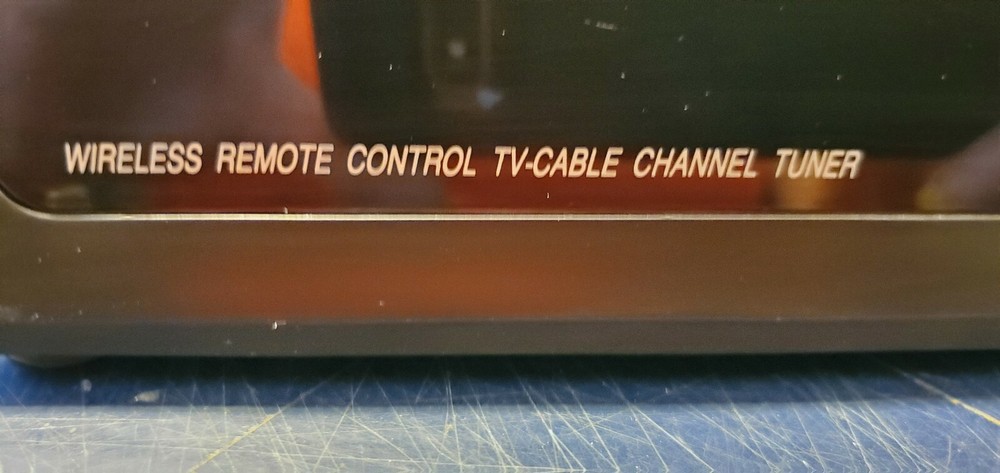 WIRELESS REMOTE CONTROL TV-CABLE CHANNEL TUNER